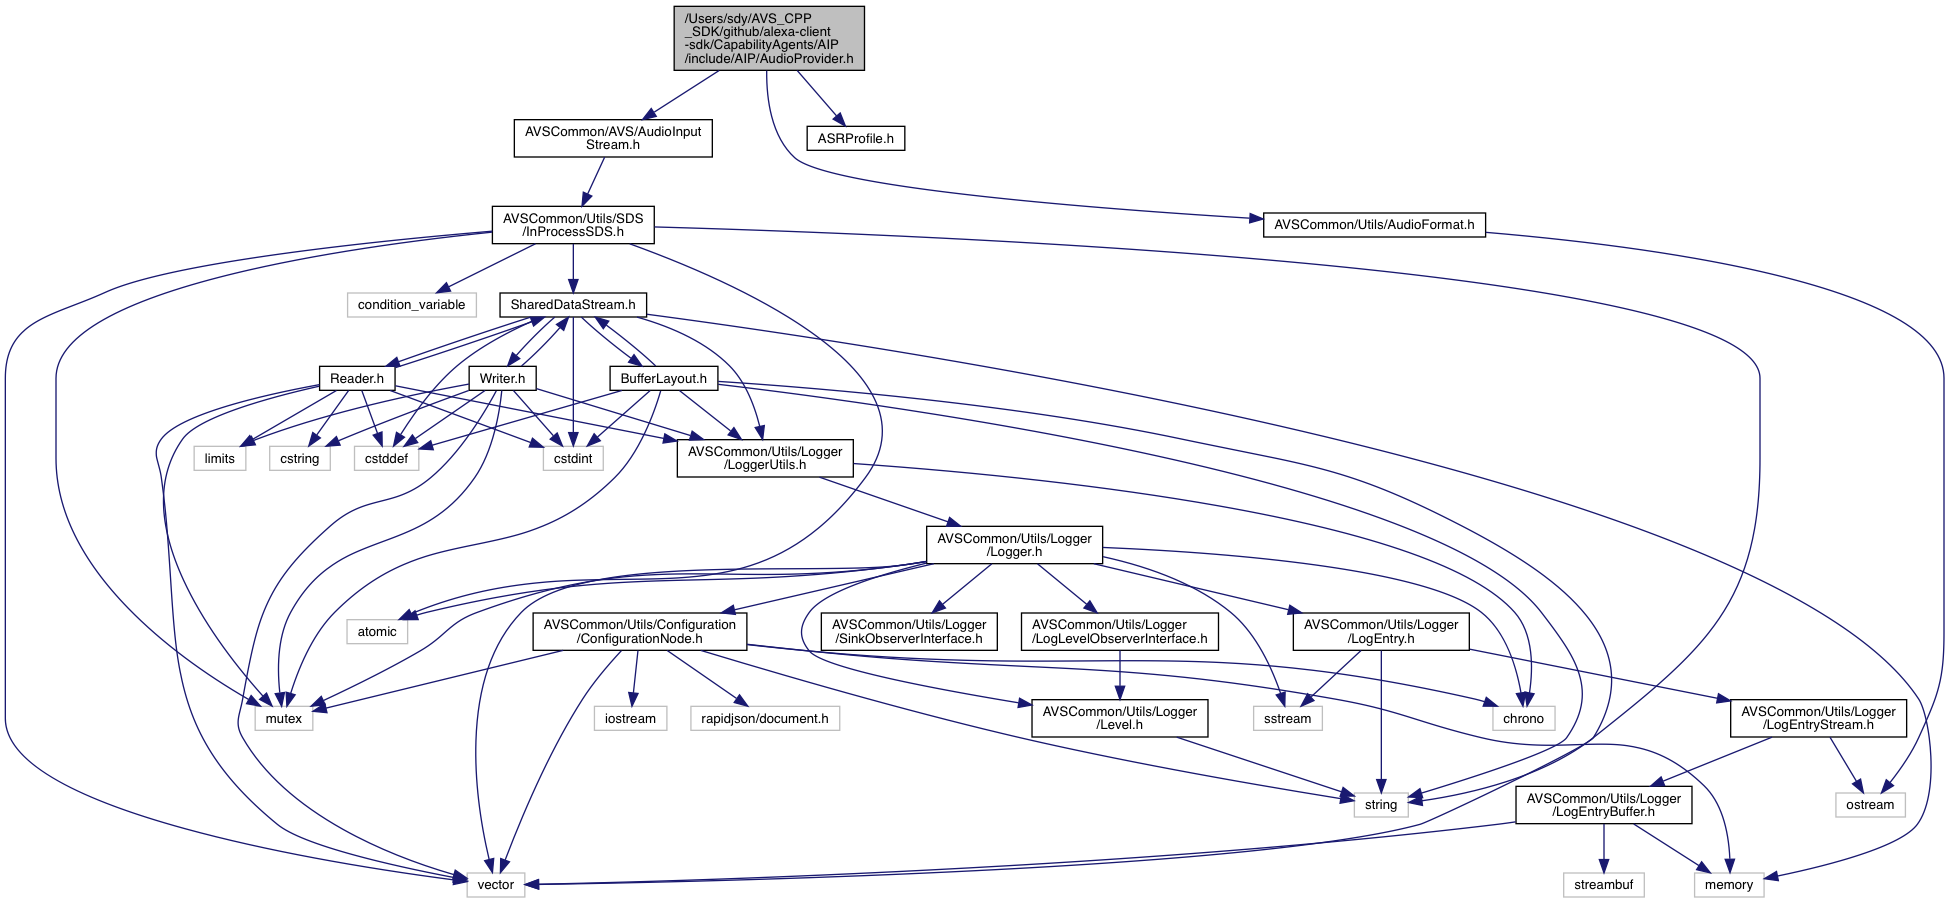 /Users/sdy/AVS_CPP
_SDK/github/alexa-client
-sdk/CapabilityAgents/AIP
/include/AIP/AudioProvider.h
AVSCommon/AVS/AudioInput
Stream.h
ASRProfile.h
AVSCommon/Utils/SDS
/InProcessSDS.h
AVSCommon/Utils/AudioFormat.h
condition_variable
SharedDataStream.h
Reader.h
Writer.h
BufferLayout.h
limits
cstring
cstddef
cstdint
AVSCommon/Utils/Logger
/LoggerUtils.h
AVSCommon/Utils/Logger
/Logger.h
atomic
AVSCommon/Utils/Configuration
/ConfigurationNode.h
AVSCommon/Utils/Logger
/SinkObserverInterface.h
AVSCommon/Utils/Logger
/LogLevelObserverInterface.h
AVSCommon/Utils/Logger
/LogEntry.h
mutex
iostream
rapidjson/document.h
AVSCommon/Utils/Logger
/Level.h
sstream
chrono
AVSCommon/Utils/Logger
/LogEntryStream.h
string
AVSCommon/Utils/Logger
/LogEntryBuffer.h
ostream
vector
streambuf
memory